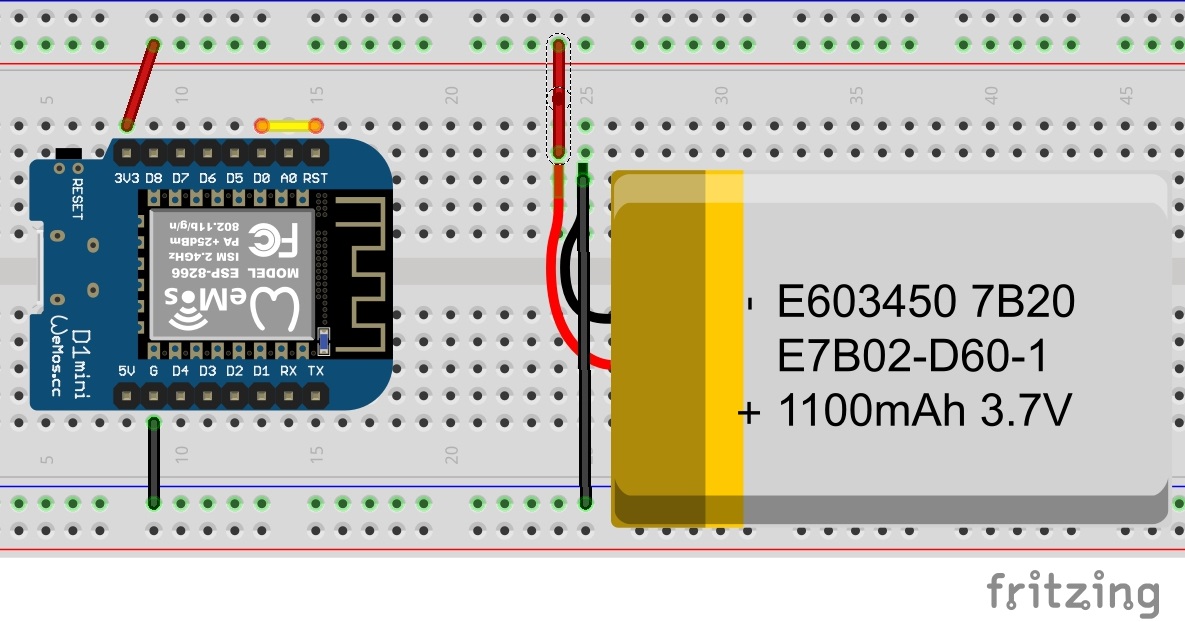 5 10 15 20 25 30 35 40 45
3V3 D8 D7 D6 D5 D0 A0 RST
RESET
802.11b/g/n
PA +25dBm
ISM 2.4GHz
MODEL ESP-8266
FC
WeMos
D1 mini
WeMos.cc
5V G D4 D3 D2 D1 RX TX
- E603450 7B20
E7B02-D60-1
+ 1100mAh 3.7V
5 10 15 20
fritzing